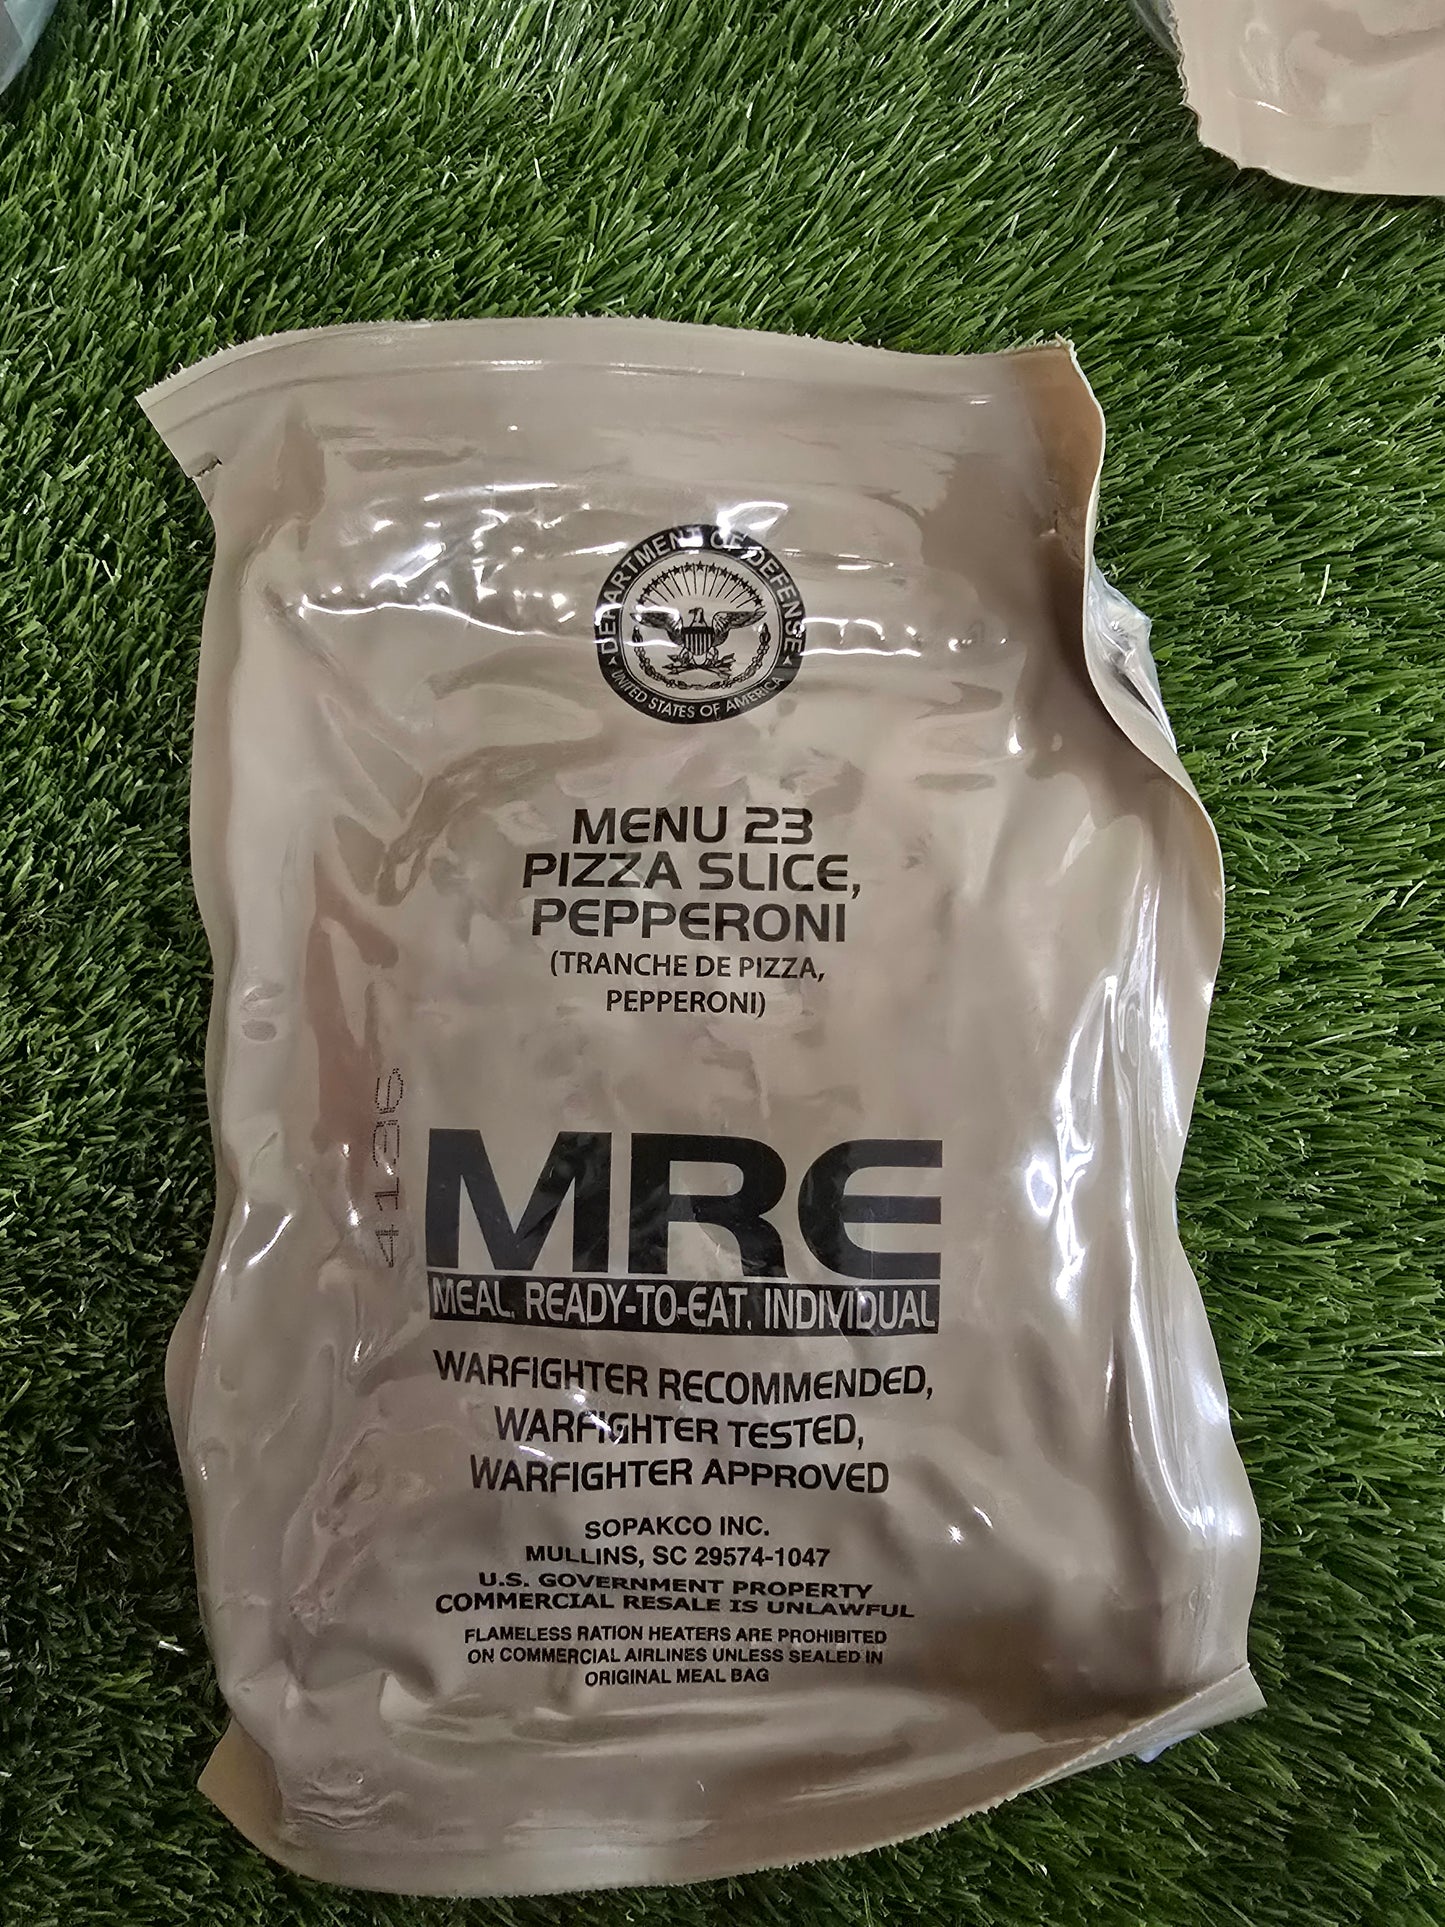 DEPARTMENT OF DEFENSE
UNITED STATES OF AMERICA
MENU 23
PIZZA SLICE,
PEPPERONI
(TRANCHE DE PIZZA,
PEPPERONI)
4136
MRE
MEAL, READY-TO-EAT, INDIVIDUAL
WARFIGHTER RECOMMENDED,
WARFIGHTER TESTED,
WARFIGHTER APPROVED
SOPAKCO INC.
MULLINS, SC 29574-1047
U.S. GOVERNMENT PROPERTY
COMMERCIAL RESALE IS UNLAWFUL
FLAMELESS RATION HEATERS ARE PROHIBITED
ON COMMERCIAL AIRLINES UNLESS SEALED IN
ORIGINAL MEAL BAG